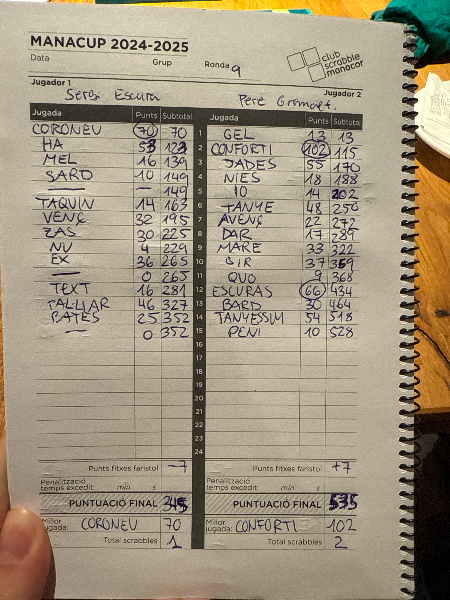 MANACUP 2024-2025
Data Grup Ronda 9
club scrabble manacor
Jugador 1 Jugador 2
Sergi Escura Pere Grimalt.
Jugada Punts Subtotal Jugada Punts Subtotal
CORONEU 70 70 1 GEL 13 13
HA 53 123 2 CONFORTI 102 115
MEL 16 139 3 JADES 55 170
SARD 10 149 4 NIES 18 188
— — 149 5 IO 14 202
TAQUIN 14 163 6 TANYE 48 250
VENÇ 32 195 7 AVENÇ 22 272
ZAS 30 225 8 DAR 17 289
NU 4 229 9 MARE 33 322
EX 36 265 10 GIR 37 359
— 0 265 11 QUO 9 368
TEXT 16 281 12 ESCURAS 66 434
TALLAR 46 327 13 BARD 30 464
BATES 25 352 14 TANYESSIM 54 518
— 0 352 15 PENI 10 528
16
17
18
19
20
21
22
23
24
Punts fitxes faristol -7 Punts fitxes faristol +7
Penalització temps excedit: min s Penalització temps excedit: min s
PUNTUACIÓ FINAL 345 PUNTUACIÓ FINAL 535
Millor jugada: CORONEU 70 Millor jugada: CONFORTI 102
Total scrabbles 1 Total scrabbles 2